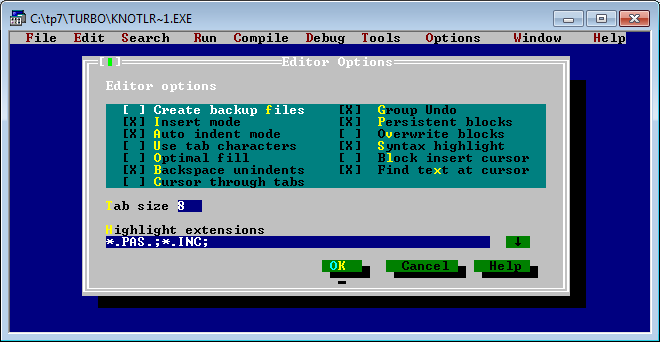 C:\tp7\TURBO\KNOTLR~1.EXE
File Edit Search Run Compile Debug Tools Options Window Help
Editor Options
Editor options
[ ] Create backup files [X] Group Undo
[X] Insert mode [X] Persistent blocks
[X] Auto indent mode [ ] Overwrite blocks
[ ] Use tab characters [X] Syntax highlight
[ ] Optimal fill [ ] Block insert cursor
[X] Backspace unindents [X] Find text at cursor
[ ] Cursor through tabs
Tab size 8
Highlight extensions
*.PAS.;*.INC; ↓
OK Cancel Help